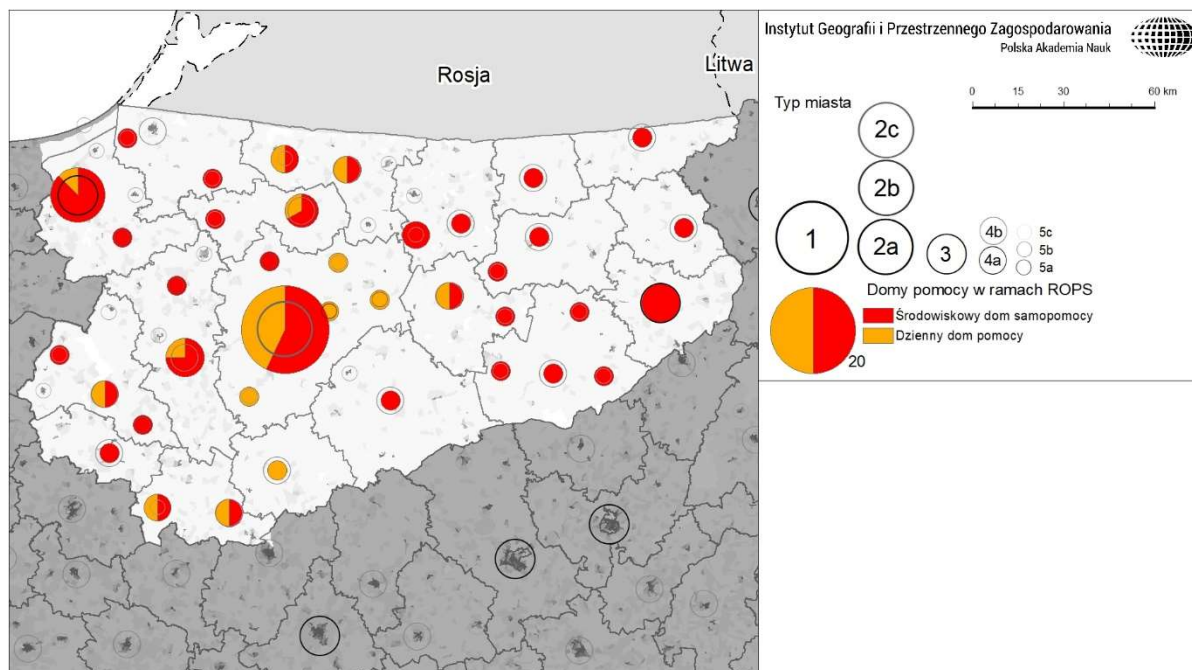 Rosja
Litwa
Instytut Geografii i Przestrzennego Zagospodarowania
Polska Akademia Nauk
0 15 30 60 km
Typ miasta
2c
2b
1
2a
3
4b
4a
5c
5b
5a
Domy pomocy w ramach ROPS
Środowiskowy dom samopomocy
Dzienny dom pomocy
20